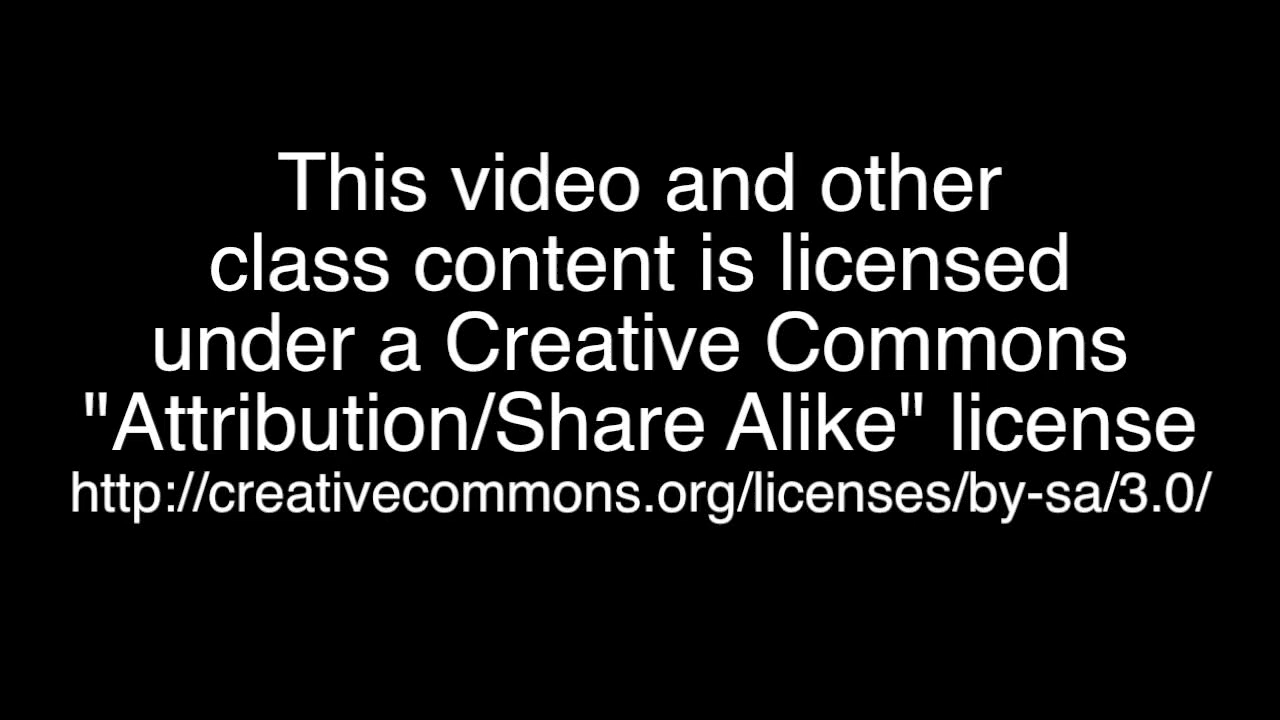 This video and other
class content is licensed
under a Creative Commons
"Attribution/Share Alike" license
http://creativecommons.org/licenses/by-sa/3.0/